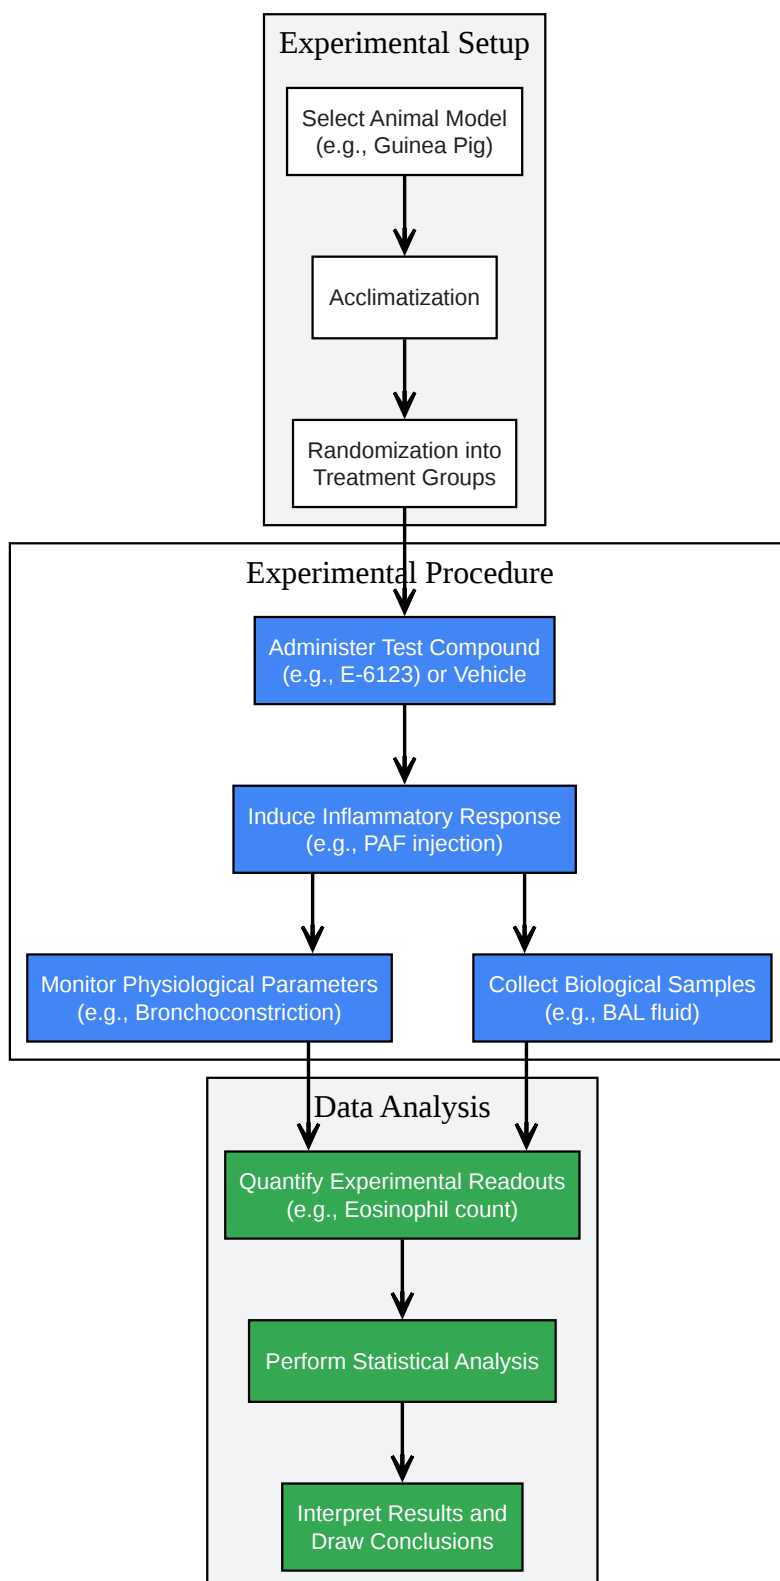 Experimental Setup
Select Animal Model
(e.g., Guinea Pig)
Acclimatization
Randomization into
Treatment Groups
Experimental Procedure
Administer Test Compound
(e.g., E-6123) or Vehicle
Induce Inflammatory Response
(e.g., PAF injection)
Monitor Physiological Parameters
(e.g., Bronchoconstriction)
Collect Biological Samples
(e.g., BAL fluid)
Data Analysis
Quantify Experimental Readouts
(e.g., Eosinophil count)
Perform Statistical Analysis
Interpret Results and
Draw Conclusions